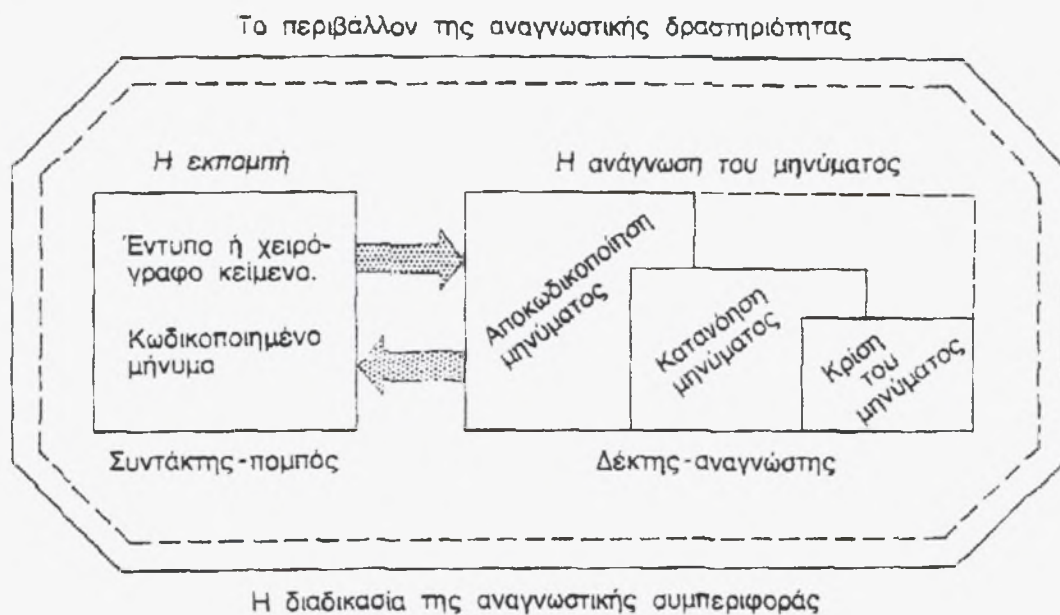 Το περιβάλλον της αναγνωστικής δραστηριότητας
Η εκπομπή
Έντυπο ή χειρό-
γραφο κείμενο.
Κωδικοποιημένο
μήνυμα
Συντάκτης-πομπός
Η ανάγνωση του μηνύματος
Αποκωδικοποίηση
μηνύματος
Κατανόηση
μηνύματος
Κρίση
του
μηνύματος
Δέκτης-αναγνώστης
Η διαδικασία της αναγνωστικής συμπεριφοράς